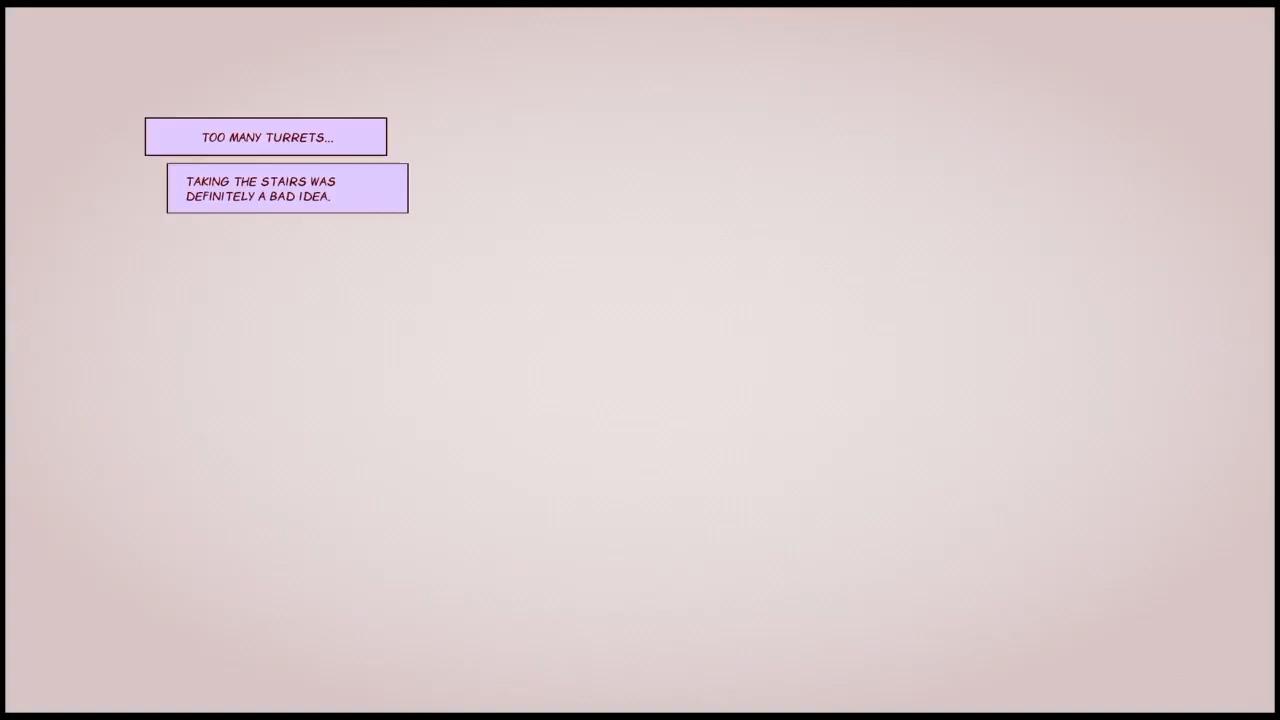 TOO MANY TURRETS...
TAKING THE STAIRS WAS
DEFINITELY A BAD IDEA.